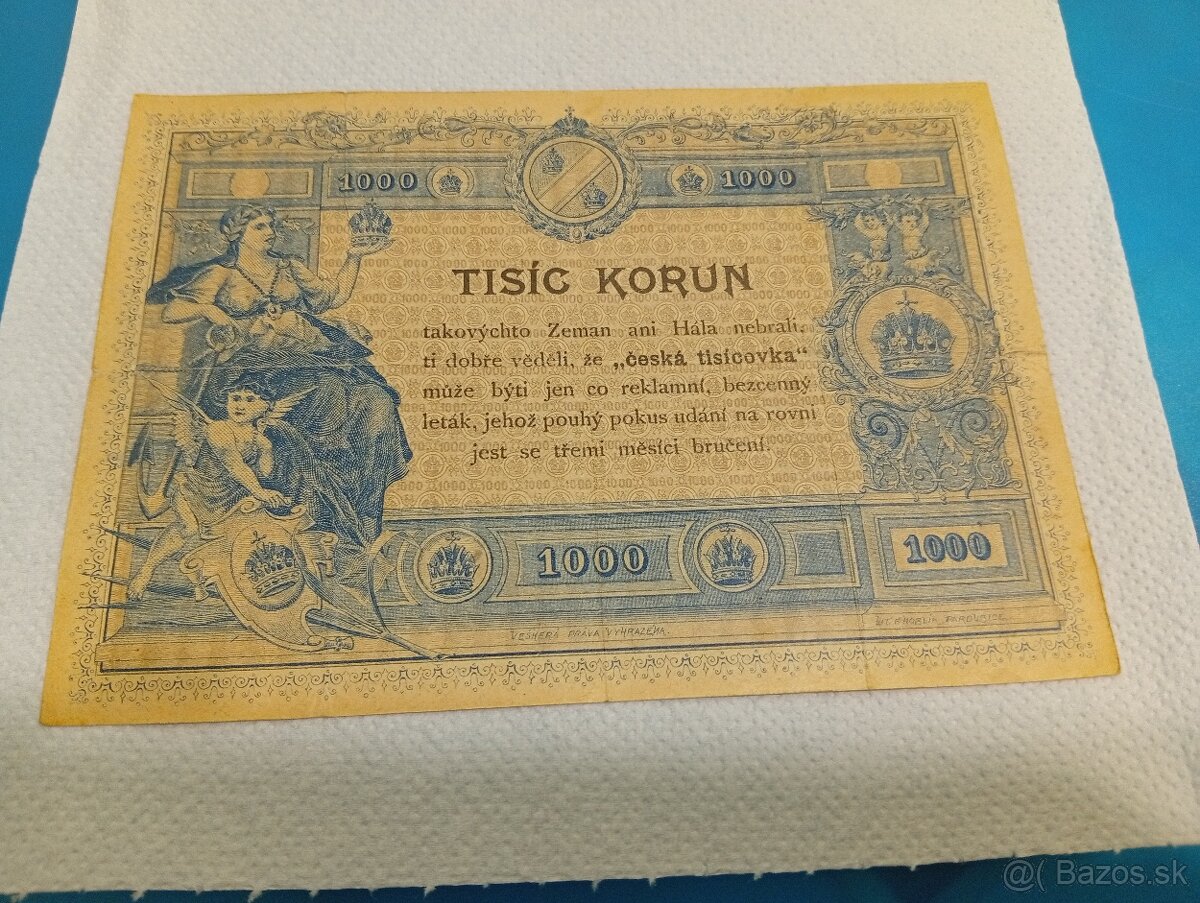 1000 1000
TISÍC KORUN
takovýchto Zeman ani Hála nebrali,
ti dobře věděli, že „česká tisícovka“
může býti jen co reklamní, bezcenný
leták, jehož pouhý pokus udání na rovni
jest se třemi měsíci bručení.
1000 1000
VEŠKERÁ PRÁVA VYHRAZENA.
LIT. PARDUBICE
@( Bazos.sk